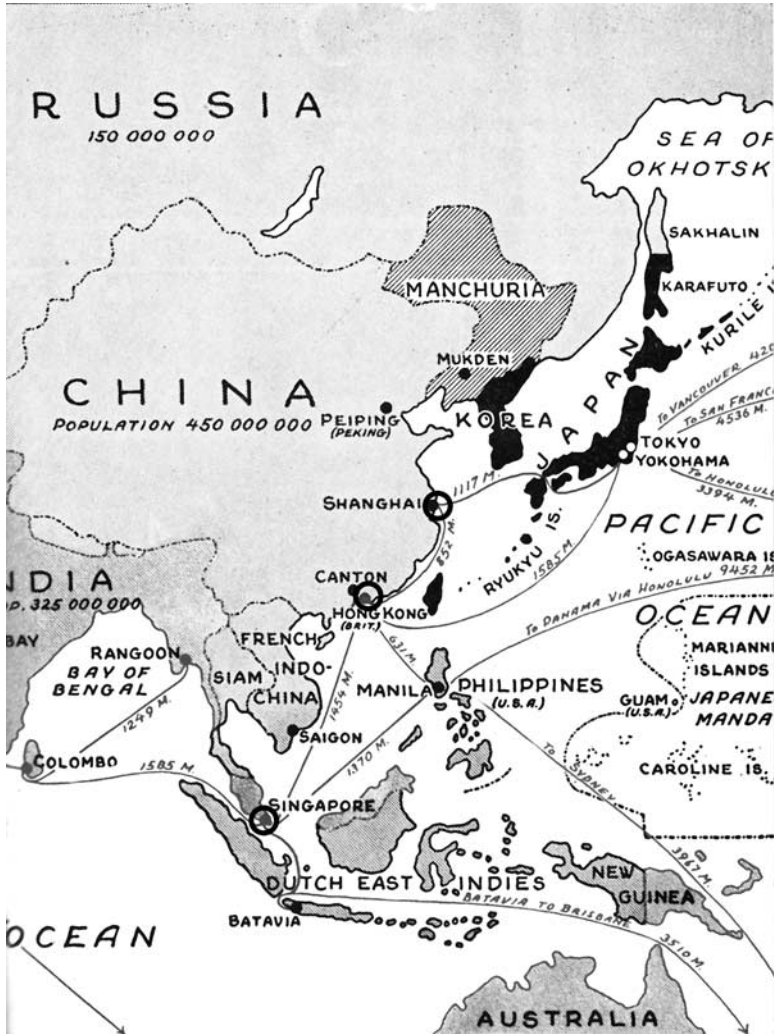 RUSSIA
150 000 000
SEA OF
OKHOTSK
SAKHALIN
KARAFUTO
KURILE
MANCHURIA
MUKDEN
CHINA
POPULATION 450 000 000
PEIPING
(PEKING)
KOREA
JAPAN
TO VANCOUVER
TO SAN FRANC
4536 M.
TOKYO
YOKOHAMA
TO HONOLULU
3394 M.
SHANGHAI
1117 M.
852 M.
RYUKYU IS.
1585 M.
PACIFIC
OCEAN
OGASAWARA IS
TO PANAMA VIA HONOLULU 9452 M.
CANTON
HONG KONG
(BRIT.)
631 M.
NDIA
P. 325 000 000
BAY
RANGOON
BAY OF
BENGAL
1249 M.
FRENCH
INDO-
CHINA
SIAM
SAIGON
1454 M.
1370 M.
MANILA
PHILIPPINES
(U.S.A.)
MARIANNE
ISLANDS
GUAM
(U.S.A.)
JAPANE
MANDA
CAROLINE IS.
COLOMBO
1585 M
SINGAPORE
TO SYDNEY
3967 M.
DUTCH EAST INDIES
NEW
GUINEA
BATAVIA
BATAVIA TO BRISBANE
3510 M.
OCEAN
AUSTRALIA